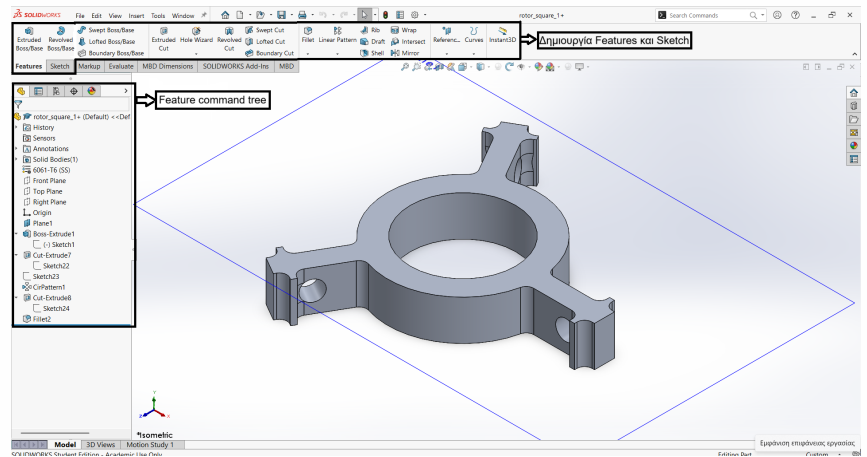 SOLIDWORKS File Edit View Insert Tools Window rotor_square_1+ Search Commands
Extruded Boss/Base Revolved Boss/Base Swept Boss/Base Lofted Boss/Base Boundary Boss/Base Extruded Cut Hole Wizard Revolved Cut Swept Cut Lofted Cut Boundary Cut Fillet Linear Pattern Rib Draft Shell Wrap Intersect Mirror Referenc... Curves Instant3D
Δημιουργία Features και Sketch
Features Sketch Markup Evaluate MBD Dimensions SOLIDWORKS Add-Ins MBD
Feature command tree
rotor_square_1+ (Default) <<Def
History
Sensors
Annotations
Solid Bodies(1)
6061-T6 (SS)
Front Plane
Top Plane
Right Plane
Origin
Plane1
Boss-Extrude1
(-) Sketch1
Cut-Extrude7
Sketch22
Sketch23
CirPattern1
Cut-Extrude8
Sketch24
Fillet2
Y
Z X
*Isometric
Model 3D Views Motion Study 1
Εμφάνιση επιφάνειας εργασίας
SOLIDWORKS Student Edition - Academic Use Only Editing Part Custom